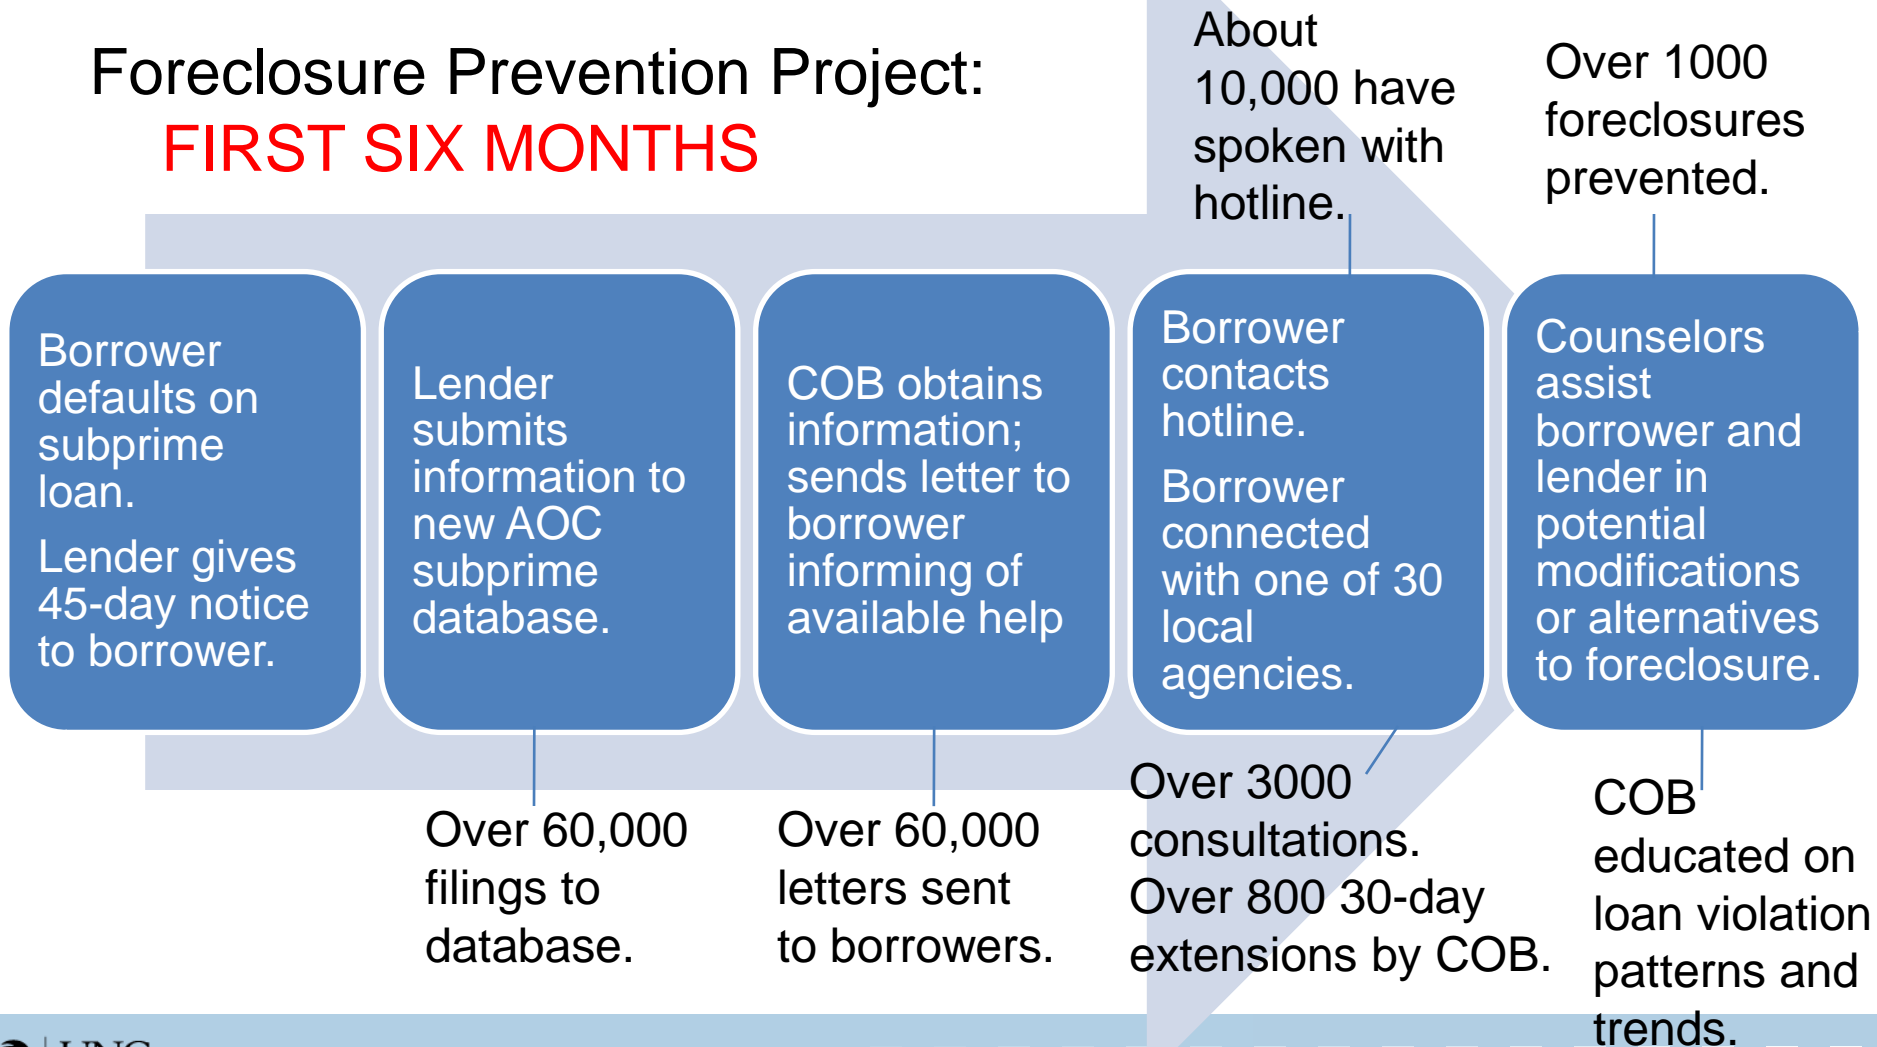 Foreclosure Prevention Project:
FIRST SIX MONTHS
About
10,000 have
spoken with
hotline.
Over 1000
foreclosures
prevented.
Borrower
defaults on
subprime
loan.
Lender gives
45-day notice
to borrower.
Lender
submits
information to
new AOC
subprime
database.
COB obtains
information;
sends letter to
borrower
informing of
available help
Borrower
contacts
hotline.
Borrower
connected
with one of 30
local
agencies.
Counselors
assist
borrower and
lender in
potential
modifications
or alternatives
to foreclosure.
Over 60,000
filings to
database.
Over 60,000
letters sent
to borrowers.
Over 3000
consultations.
Over 800 30-day
extensions by COB.
COB
educated on
loan violation
patterns and
trends.
UNC